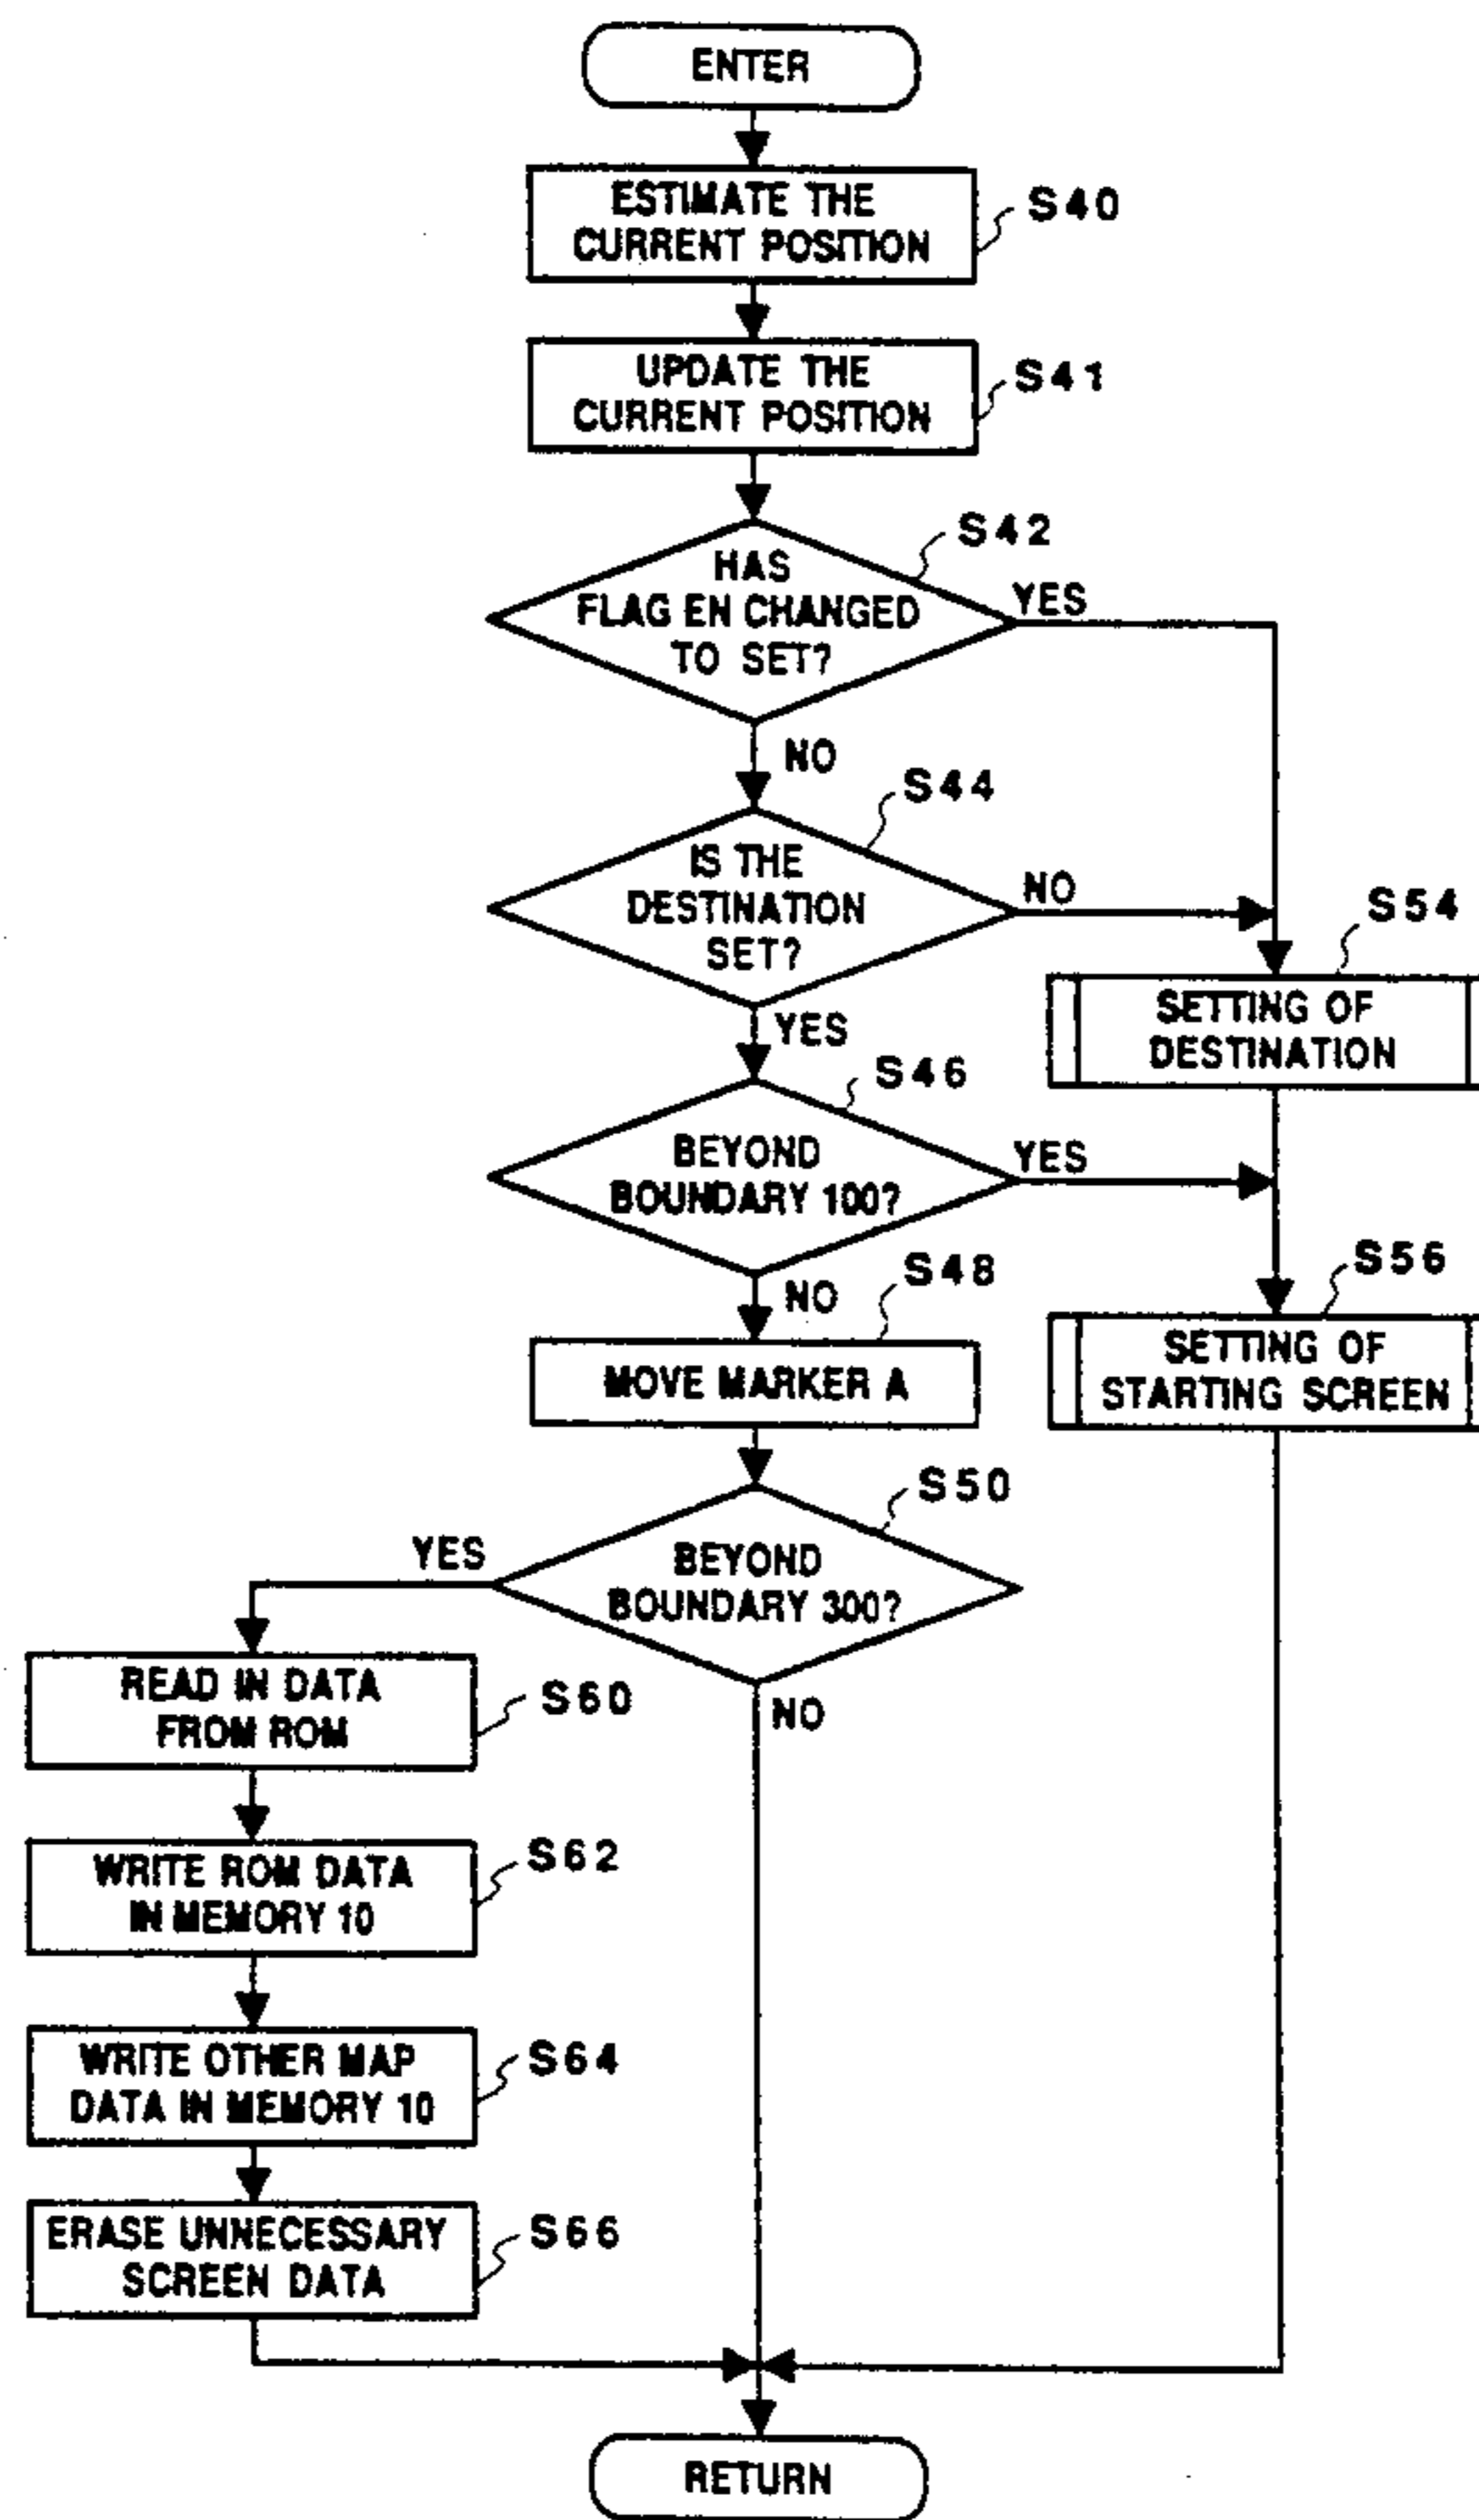 ENTER
ESTIMATE THE
CURRENT POSITION
S40
UPDATE THE
CURRENT POSITION
S41
HAS
FLAG EN CHANGED
TO SET?
S42
YES
NO
IS THE
DESTINATION
SET?
S44
NO
YES
SETTING OF
DESTINATION
S54
BEYOND
BOUNDARY 100?
S46
YES
NO
MOVE MARKER A
S48
SETTING OF
STARTING SCREEN
S56
BEYOND
BOUNDARY 300?
S50
YES
NO
READ IN DATA
FROM ROM
S60
WRITE ROM DATA
IN MEMORY 10
S62
WRITE OTHER MAP
DATA IN MEMORY 10
S64
ERASE UNNECESSARY
SCREEN DATA
S66
RETURN